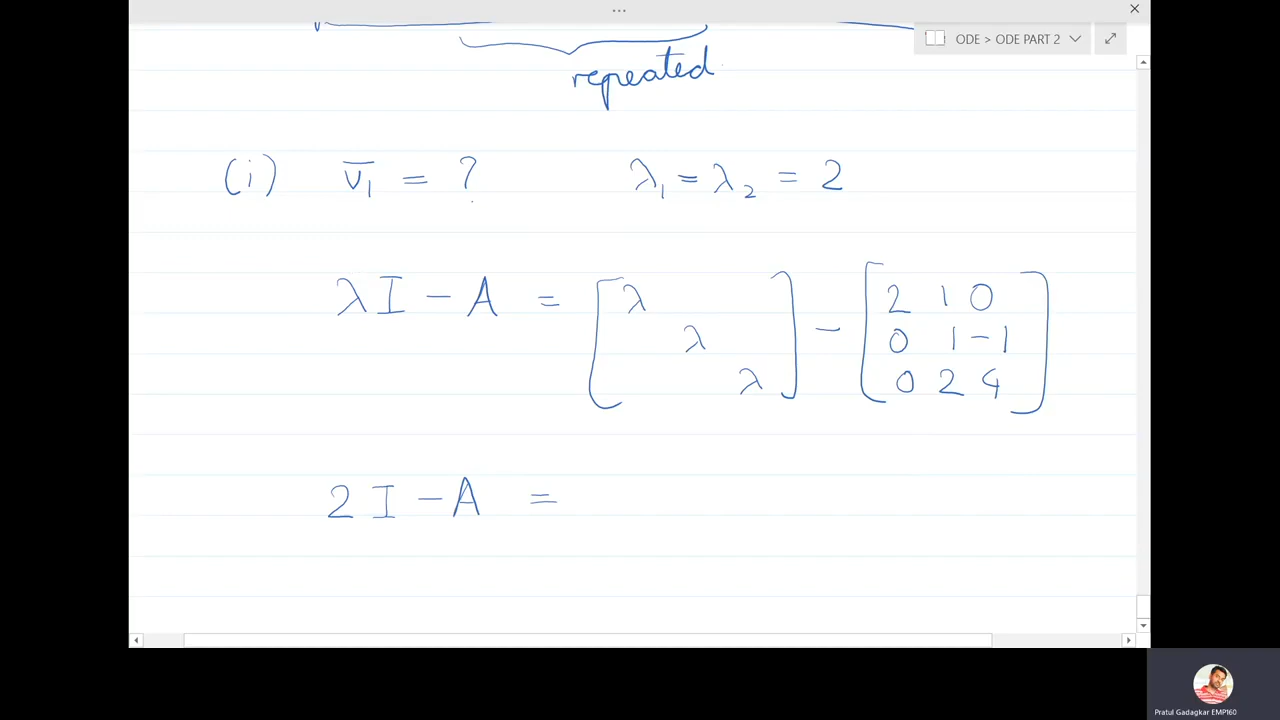 ...
ODE > ODE PART 2
repeated
(i) v̅₁ = ? λ₁ = λ₂ = 2
λI − A = [λ λ λ] − [2 1 0
0 1 −1
0 2 4]
2I − A =
Pratul Gadagkar EMP160